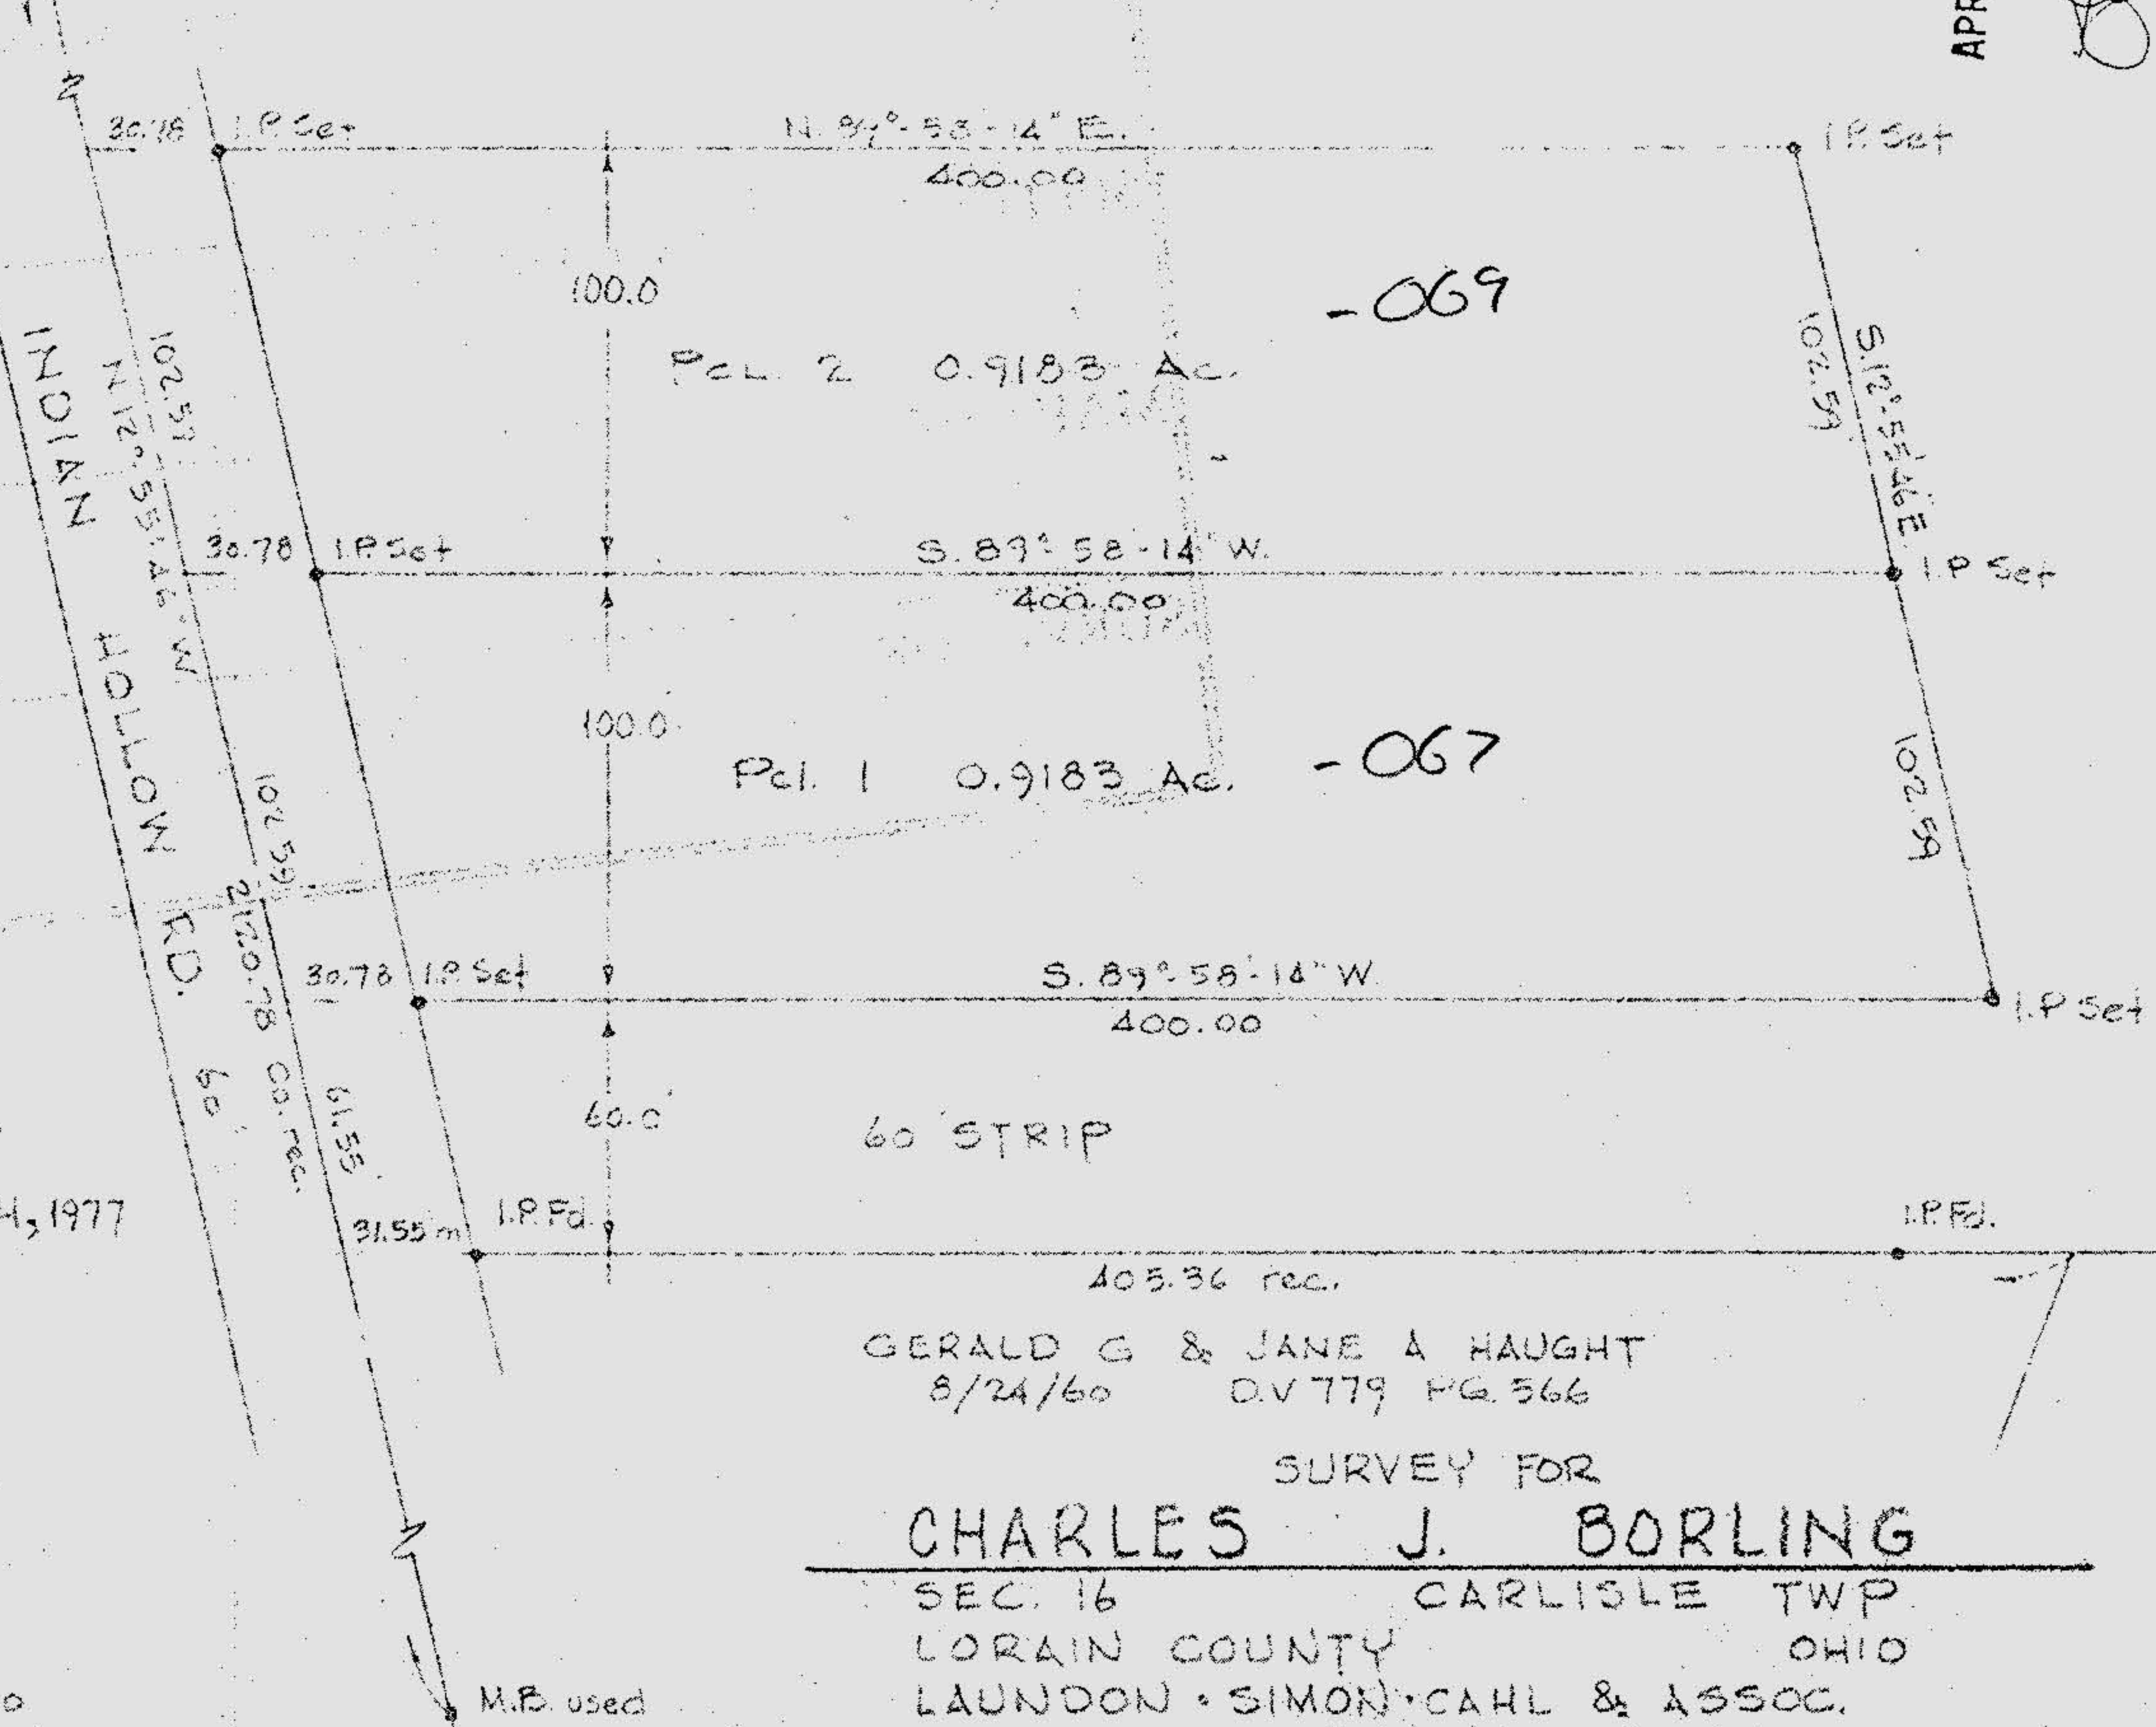 APR
30.78 I.P. Set N. 89°-58-14" E. I.P. Set
400.00
100.0
-069
Pcl. 2 0.9183 Ac.
102.59
S.12°-55'-46"E
102.59
N 12°-55'-46" W
INDIAN HOLLOW RD. 60
30.78 I.P. Set S. 89°-58'-14" W. I.P Set
400.00
100.0
-067
Pcl. 1 0.9183 Ac.
102.59
102.59
2120.78 Co. rec.
30.78 I.P. Set S. 89°-58'-14" W. I.P Set
400.00
61.55
60.0'
60' STRIP
4, 1977
31.55 m I.P. Fd. I.P. Fd.
405.36 rec.
GERALD G & JANE A HAUGHT
8/24/60 D.V 779 PG. 566
SURVEY FOR
CHARLES J. BORLING
SEC. 16 CARLISLE TWP.
LORAIN COUNTY OHIO
M.B. used
LAUNDON • SIMON • CAHL & ASSOC.